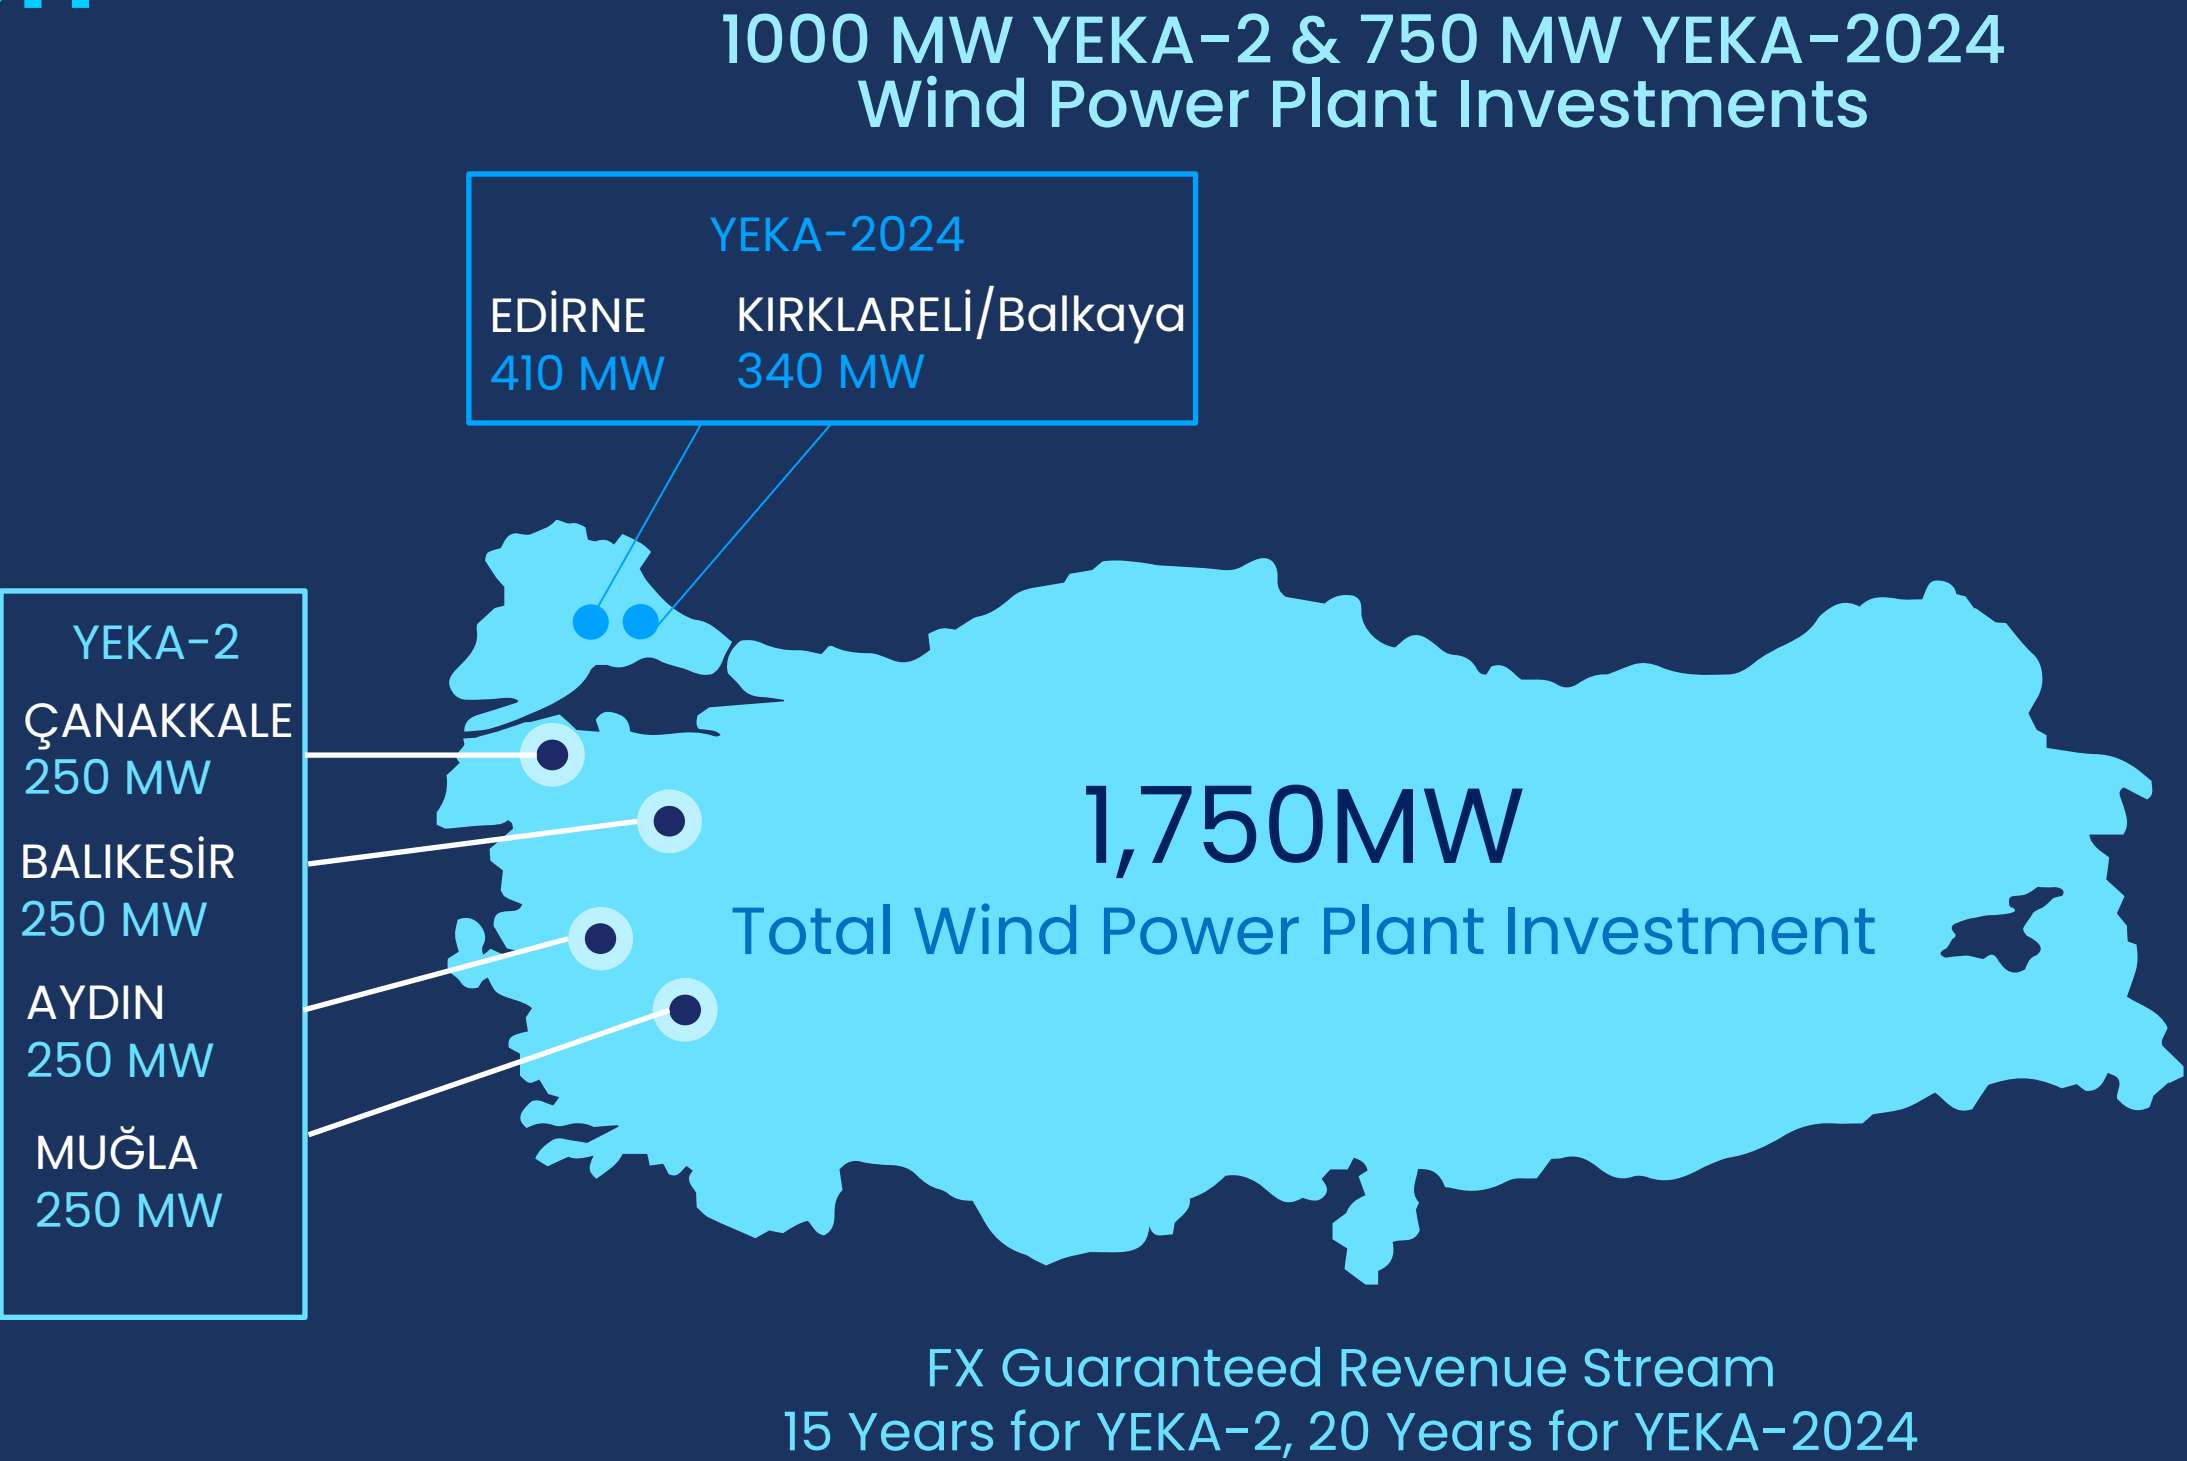 1000 MW YEKA-2 & 750 MW YEKA-2024
Wind Power Plant Investments
YEKA-2024
EDİRNE
410 MW
KIRKLARELİ/Balkaya
340 MW
YEKA-2
ÇANAKKALE
250 MW
BALIKESİR
250 MW
AYDIN
250 MW
MUĞLA
250 MW
1,750MW
Total Wind Power Plant Investment
FX Guaranteed Revenue Stream
15 Years for YEKA-2, 20 Years for YEKA-2024